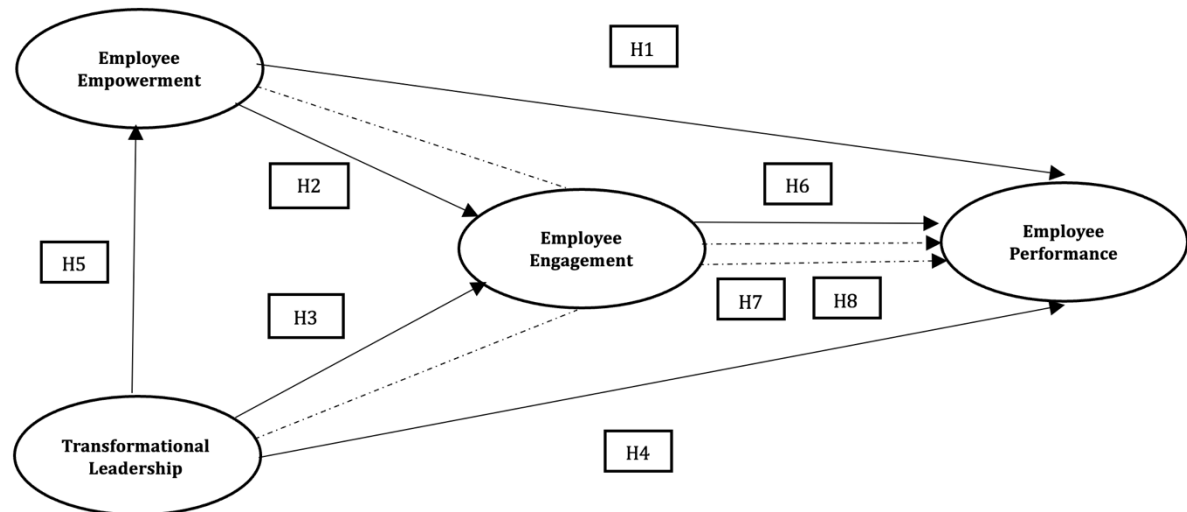 Employee
Empowerment
H1
H2
H6
Employee
Engagement
Employee
Performance
H5
H3
H7
H8
Transformational
Leadership
H4